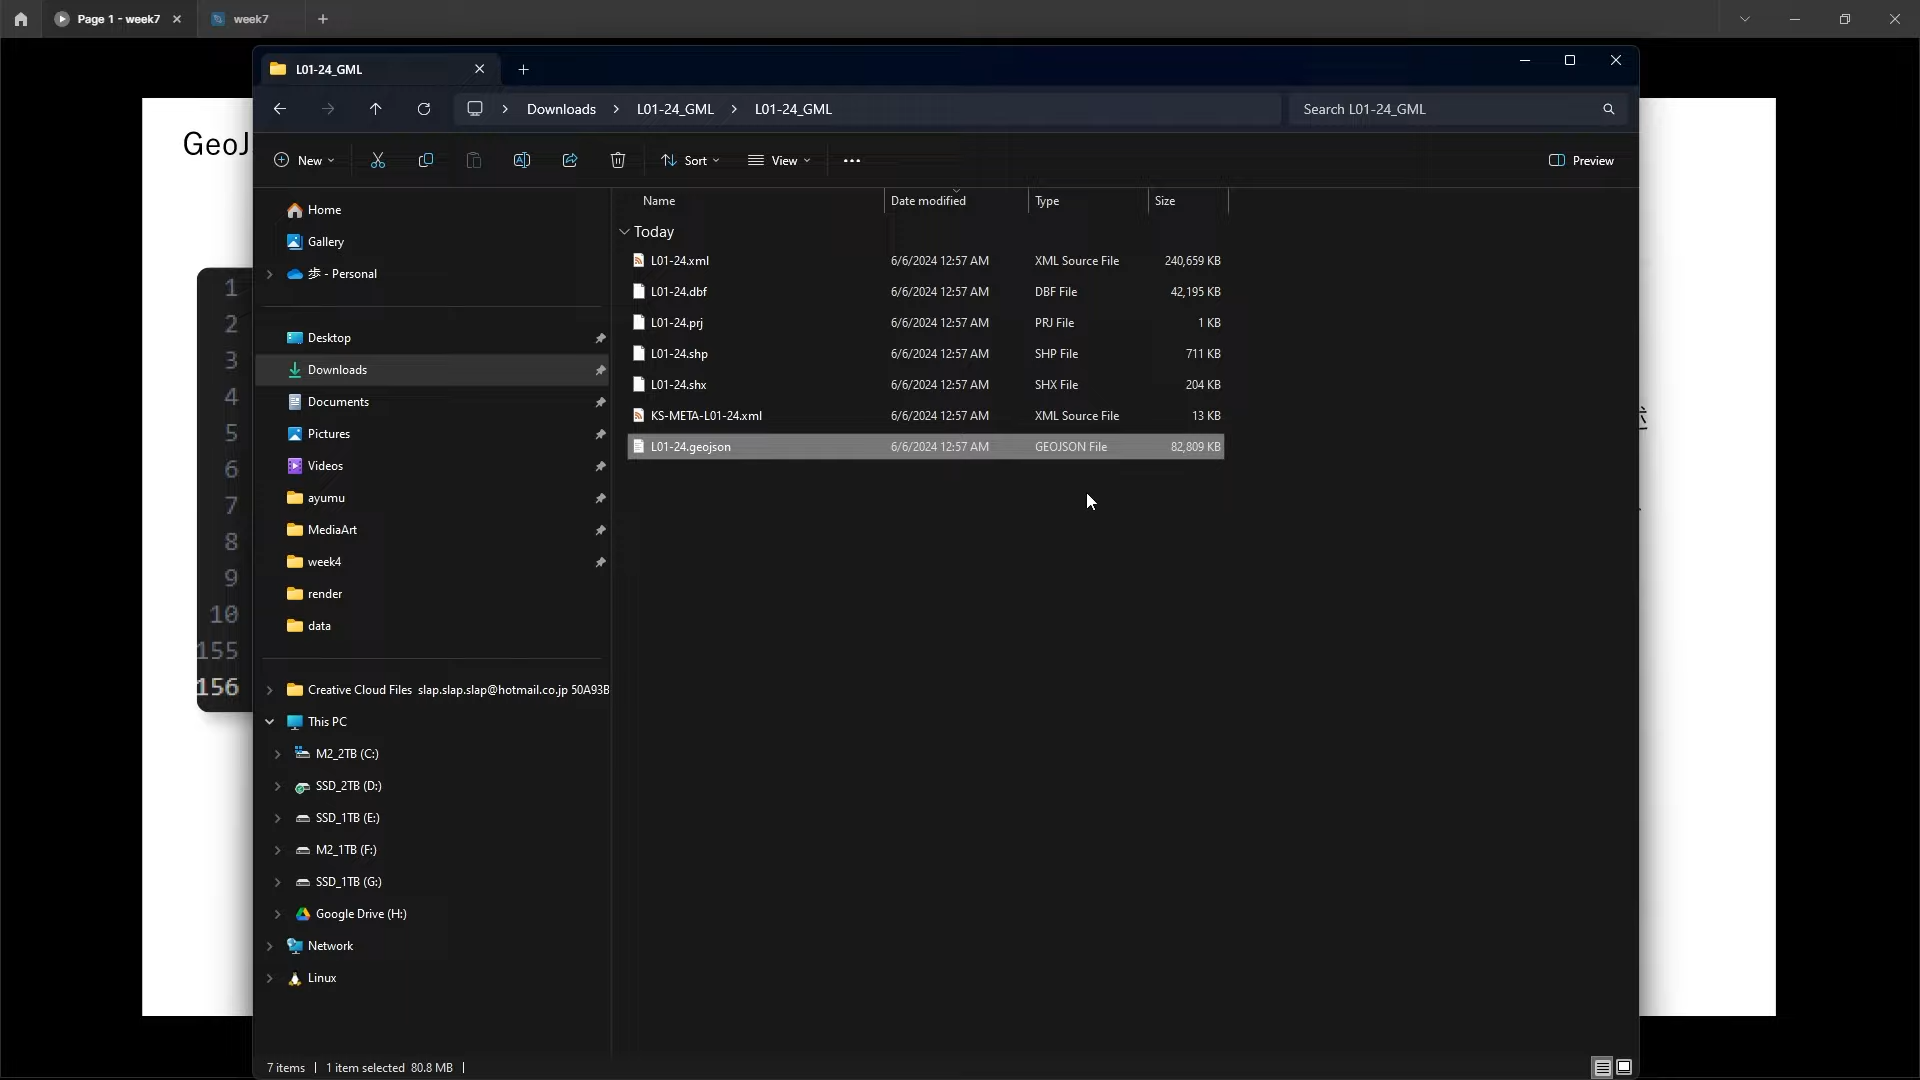 Page 1 - week7
week7
L01-24_GML
Downloads > L01-24_GML > L01-24_GML
Search L01-24_GML
New
Sort
View
Preview
GeoJ
1
2
3
4
5
6
7
8
9
10
155
156
Home
Gallery
歩 - Personal
Desktop
Downloads
Documents
Pictures
Videos
ayumu
MediaArt
week4
render
data
Creative Cloud Files slap.slap.slap@hotmail.co.jp 50A93B
This PC
M2_2TB (C:)
SSD_2TB (D:)
SSD_1TB (E:)
M2_1TB (F:)
SSD_1TB (G:)
Google Drive (H:)
Network
Linux
Name Date modified Type Size
Today
L01-24.xml 6/6/2024 12:57 AM XML Source File 240,659 KB
L01-24.dbf 6/6/2024 12:57 AM DBF File 42,195 KB
L01-24.prj 6/6/2024 12:57 AM PRJ File 1 KB
L01-24.shp 6/6/2024 12:57 AM SHP File 711 KB
L01-24.shx 6/6/2024 12:57 AM SHX File 204 KB
KS-META-L01-24.xml 6/6/2024 12:57 AM XML Source File 13 KB
L01-24.geojson 6/6/2024 12:57 AM GEOJSON File 82,809 KB
7 items | 1 item selected 80.8 MB |